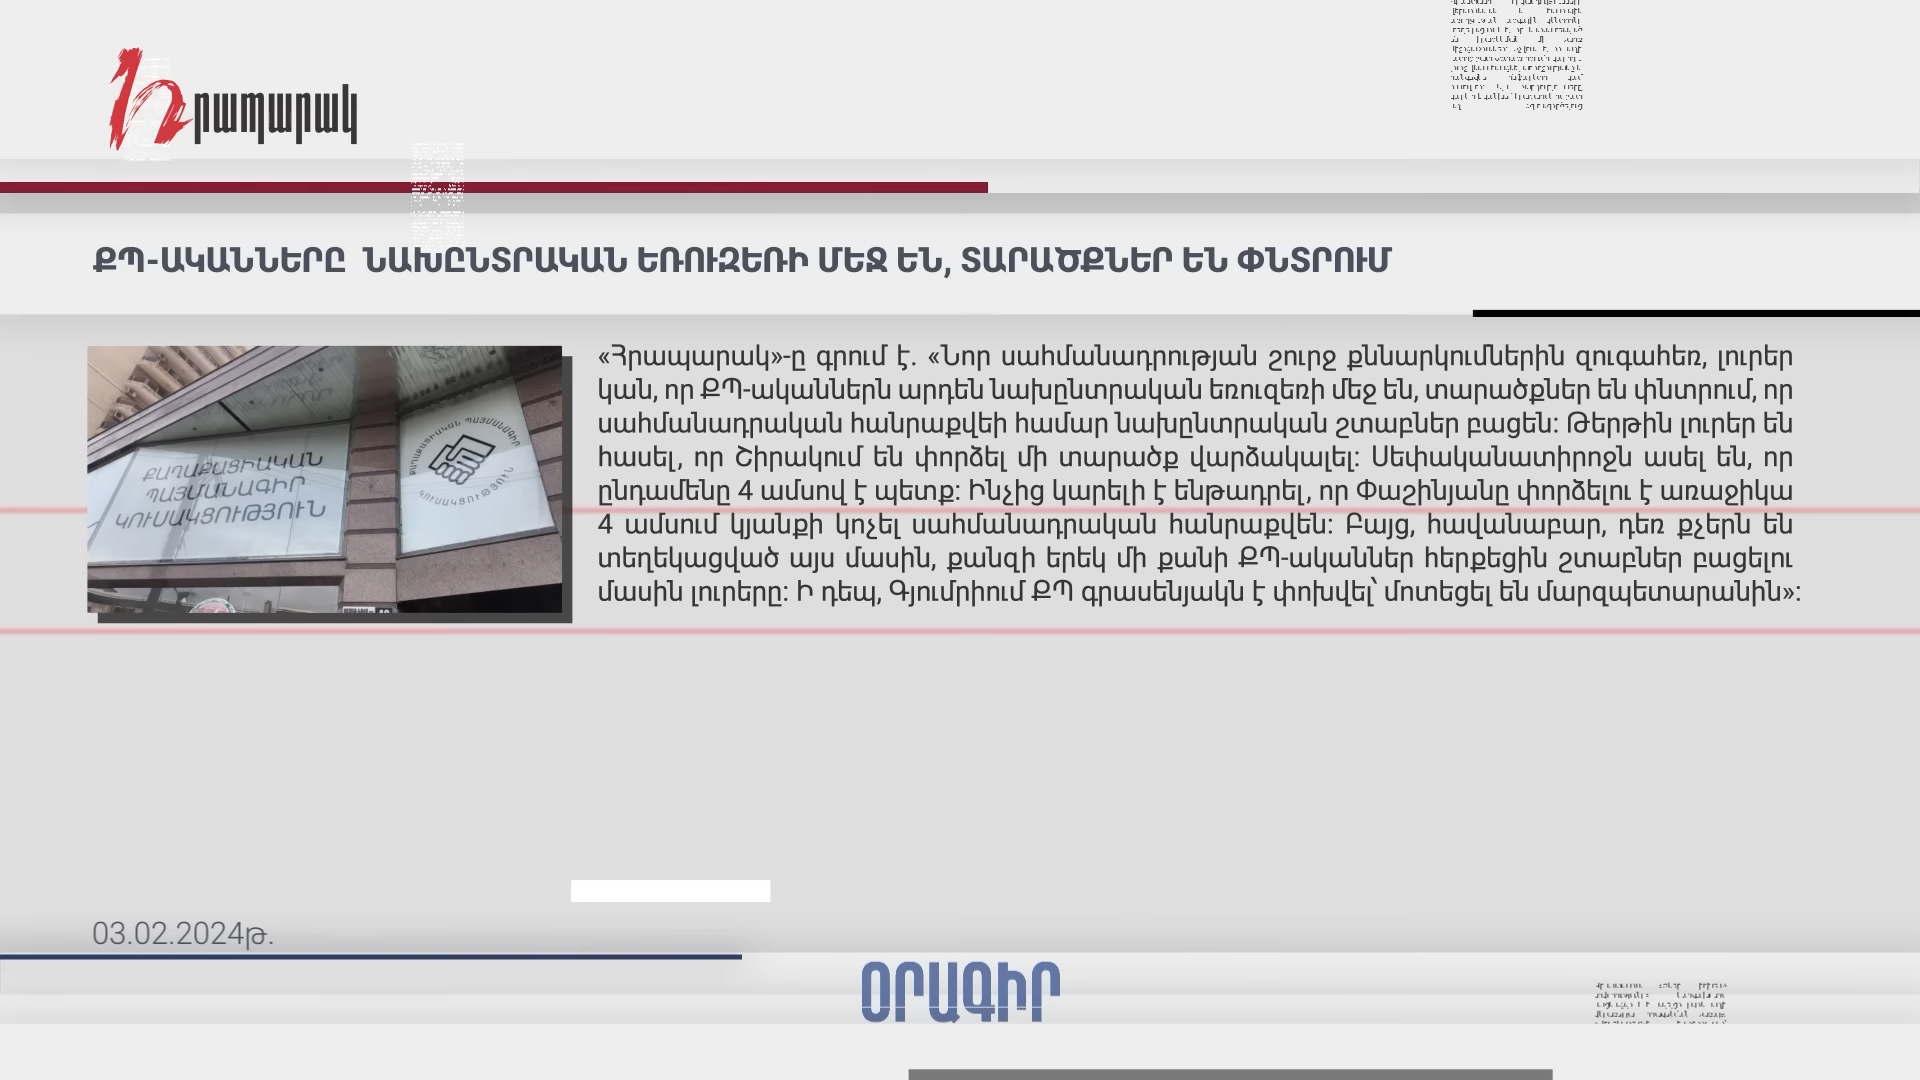 Հրապարակ
ՔՊ-ԱԿԱՆՆԵՐԸ ՆԱԽԸՆՏՐԱԿԱՆ ԵՌՈՒԶԵՌԻ ՄԵՋ ԵՆ, ՏԱՐԱԾՔՆԵՐ ԵՆ ՓՆՏՐՈՒՄ
«Հրապարակ»-ը գրում է. «Նոր սահմանադրության շուրջ քննարկումներին զուգահեռ, լուրեր
կան, որ ՔՊ-ականներն արդեն նախընտրական եռուզեռի մեջ են, տարածքներ են փնտրում, որ
սահմանադրական հանրաքվեի համար նախընտրական շտաբներ բացեն: Թերթին լուրեր են
հասել, որ Շիրակում են փորձել մի տարածք վարձակալել: Սեփականատիրոջն ասել են, որ
ընդամենը 4 ամսով է պետք: Ինչից կարելի է ենթադրել, որ Փաշինյանը փորձելու է առաջիկա
4 ամսում կյանքի կոչել սահմանադրական հանրաքվեն: Բայց, հավանաբար, դեռ քչերն են
տեղեկացված այս մասին, քանզի երեկ մի քանի ՔՊ-ականներ հերքեցին շտաբներ բացելու
մասին լուրերը: Ի դեպ, Գյումրիում ՔՊ գրասենյակն է փոխվել՝ մոտեցել են մարզպետարանին»:
ՔԱՂԱՔԱՑԻԱԿԱՆ
ՊԱՅՄԱՆԱԳԻՐ
ԿՈՒՍԱԿՑՈՒԹՅՈՒՆ
ՔԱՂԱՔԱՑԻԱԿԱՆ ՊԱՅՄԱՆԱԳԻՐ
ԿՈՒՍԱԿՑՈՒԹՅՈՒՆ
03.02.2024թ.
ՕՐԱԳԻՐ